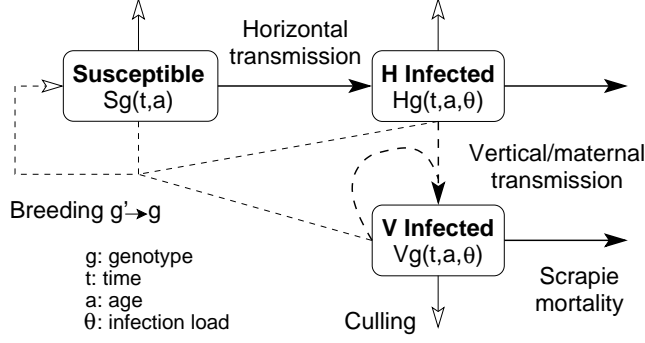 Horizontal
transmission
Susceptible
Sg(t,a)
H Infected
Hg(t,a,θ)
Vertical/maternal
transmission
Breeding g'→g
V Infected
Vg(t,a,θ)
g: genotype
t: time
a: age
θ: infection load
Culling
Scrapie
mortality